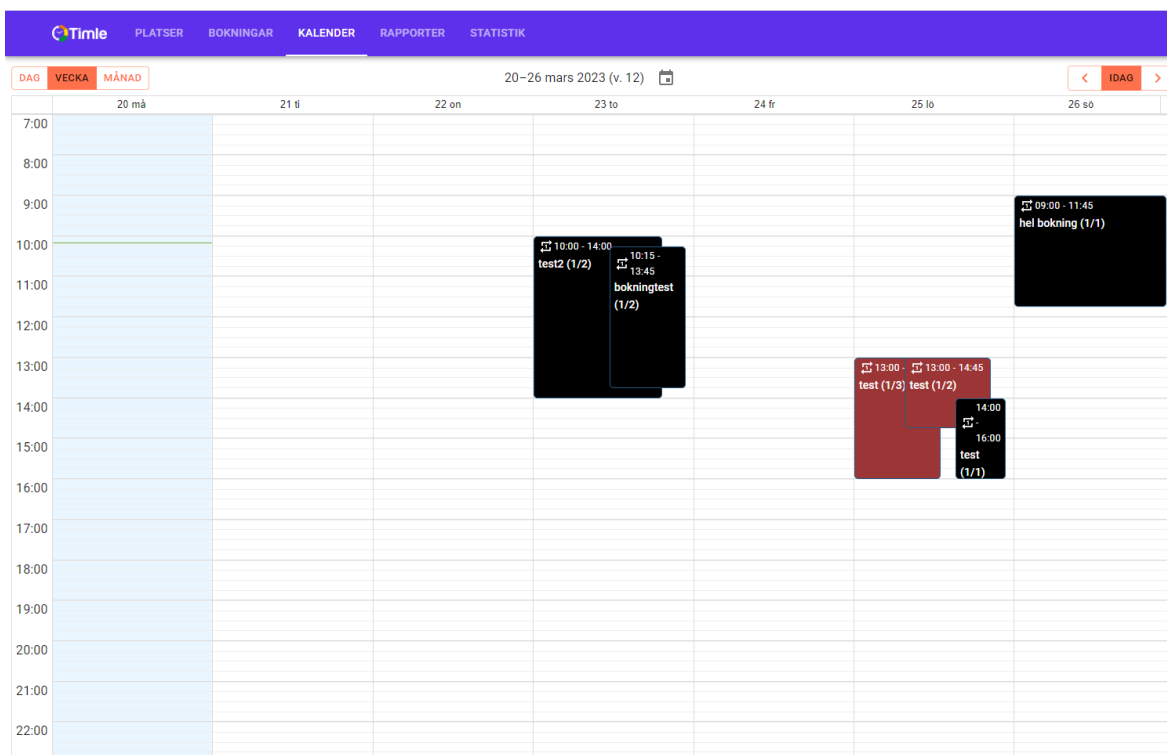 Timle PLATSER BOKNINGAR KALENDER RAPPORTER STATISTIK
DAG VECKA MÅNAD 20–26 mars 2023 (v. 12) IDAG
20 må 21 ti 22 on 23 to 24 fr 25 lö 26 sö
7:00
8:00
9:00
09:00 - 11:45
hel bokning (1/1)
10:00
10:00 - 14:00
test2 (1/2)
10:15 -
13:45
bokningtest
(1/2)
11:00
12:00
13:00
13:00 -
test (1/3)
13:00 - 14:45
test (1/2)
14:00
14:00
-
16:00
test
(1/1)
15:00
16:00
17:00
18:00
19:00
20:00
21:00
22:00